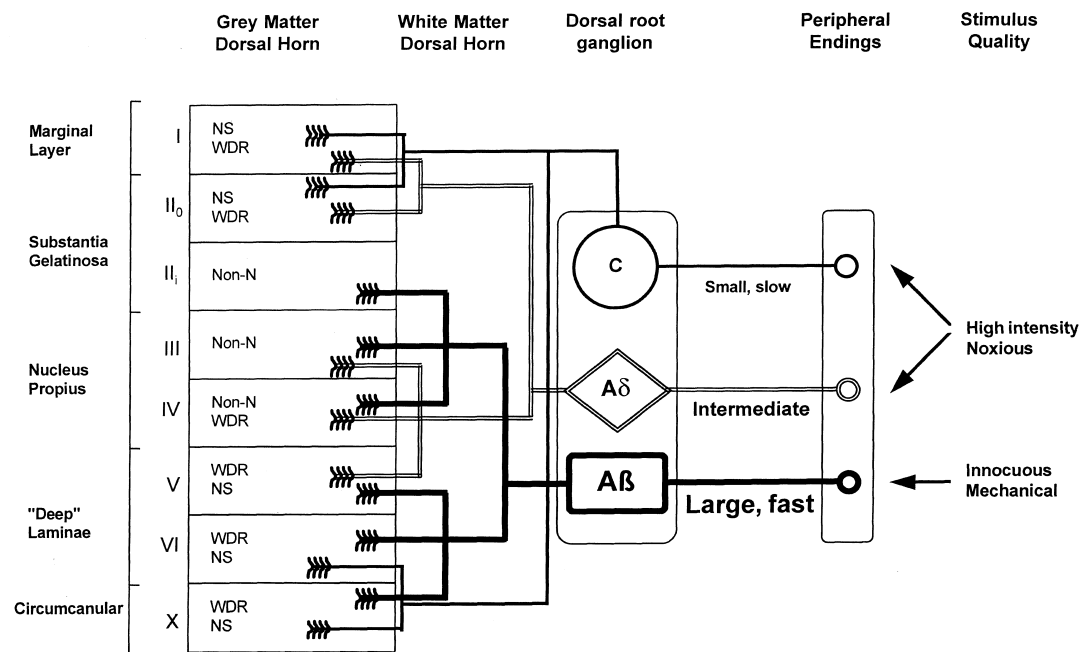 Grey Matter
Dorsal Horn
White Matter
Dorsal Horn
Dorsal root
ganglion
Peripheral
Endings
Stimulus
Quality
Marginal
Layer
I
NS
WDR
Substantia
Gelatinosa
II0
NS
WDR
IIi
Non-N
Nucleus
Propius
III
Non-N
IV
Non-N
WDR
"Deep"
Laminae
V
WDR
NS
VI
WDR
NS
Circumcanular
X
WDR
NS
C
Small, slow
Aδ
Intermediate
Aß
Large, fast
High intensity
Noxious
Innocuous
Mechanical